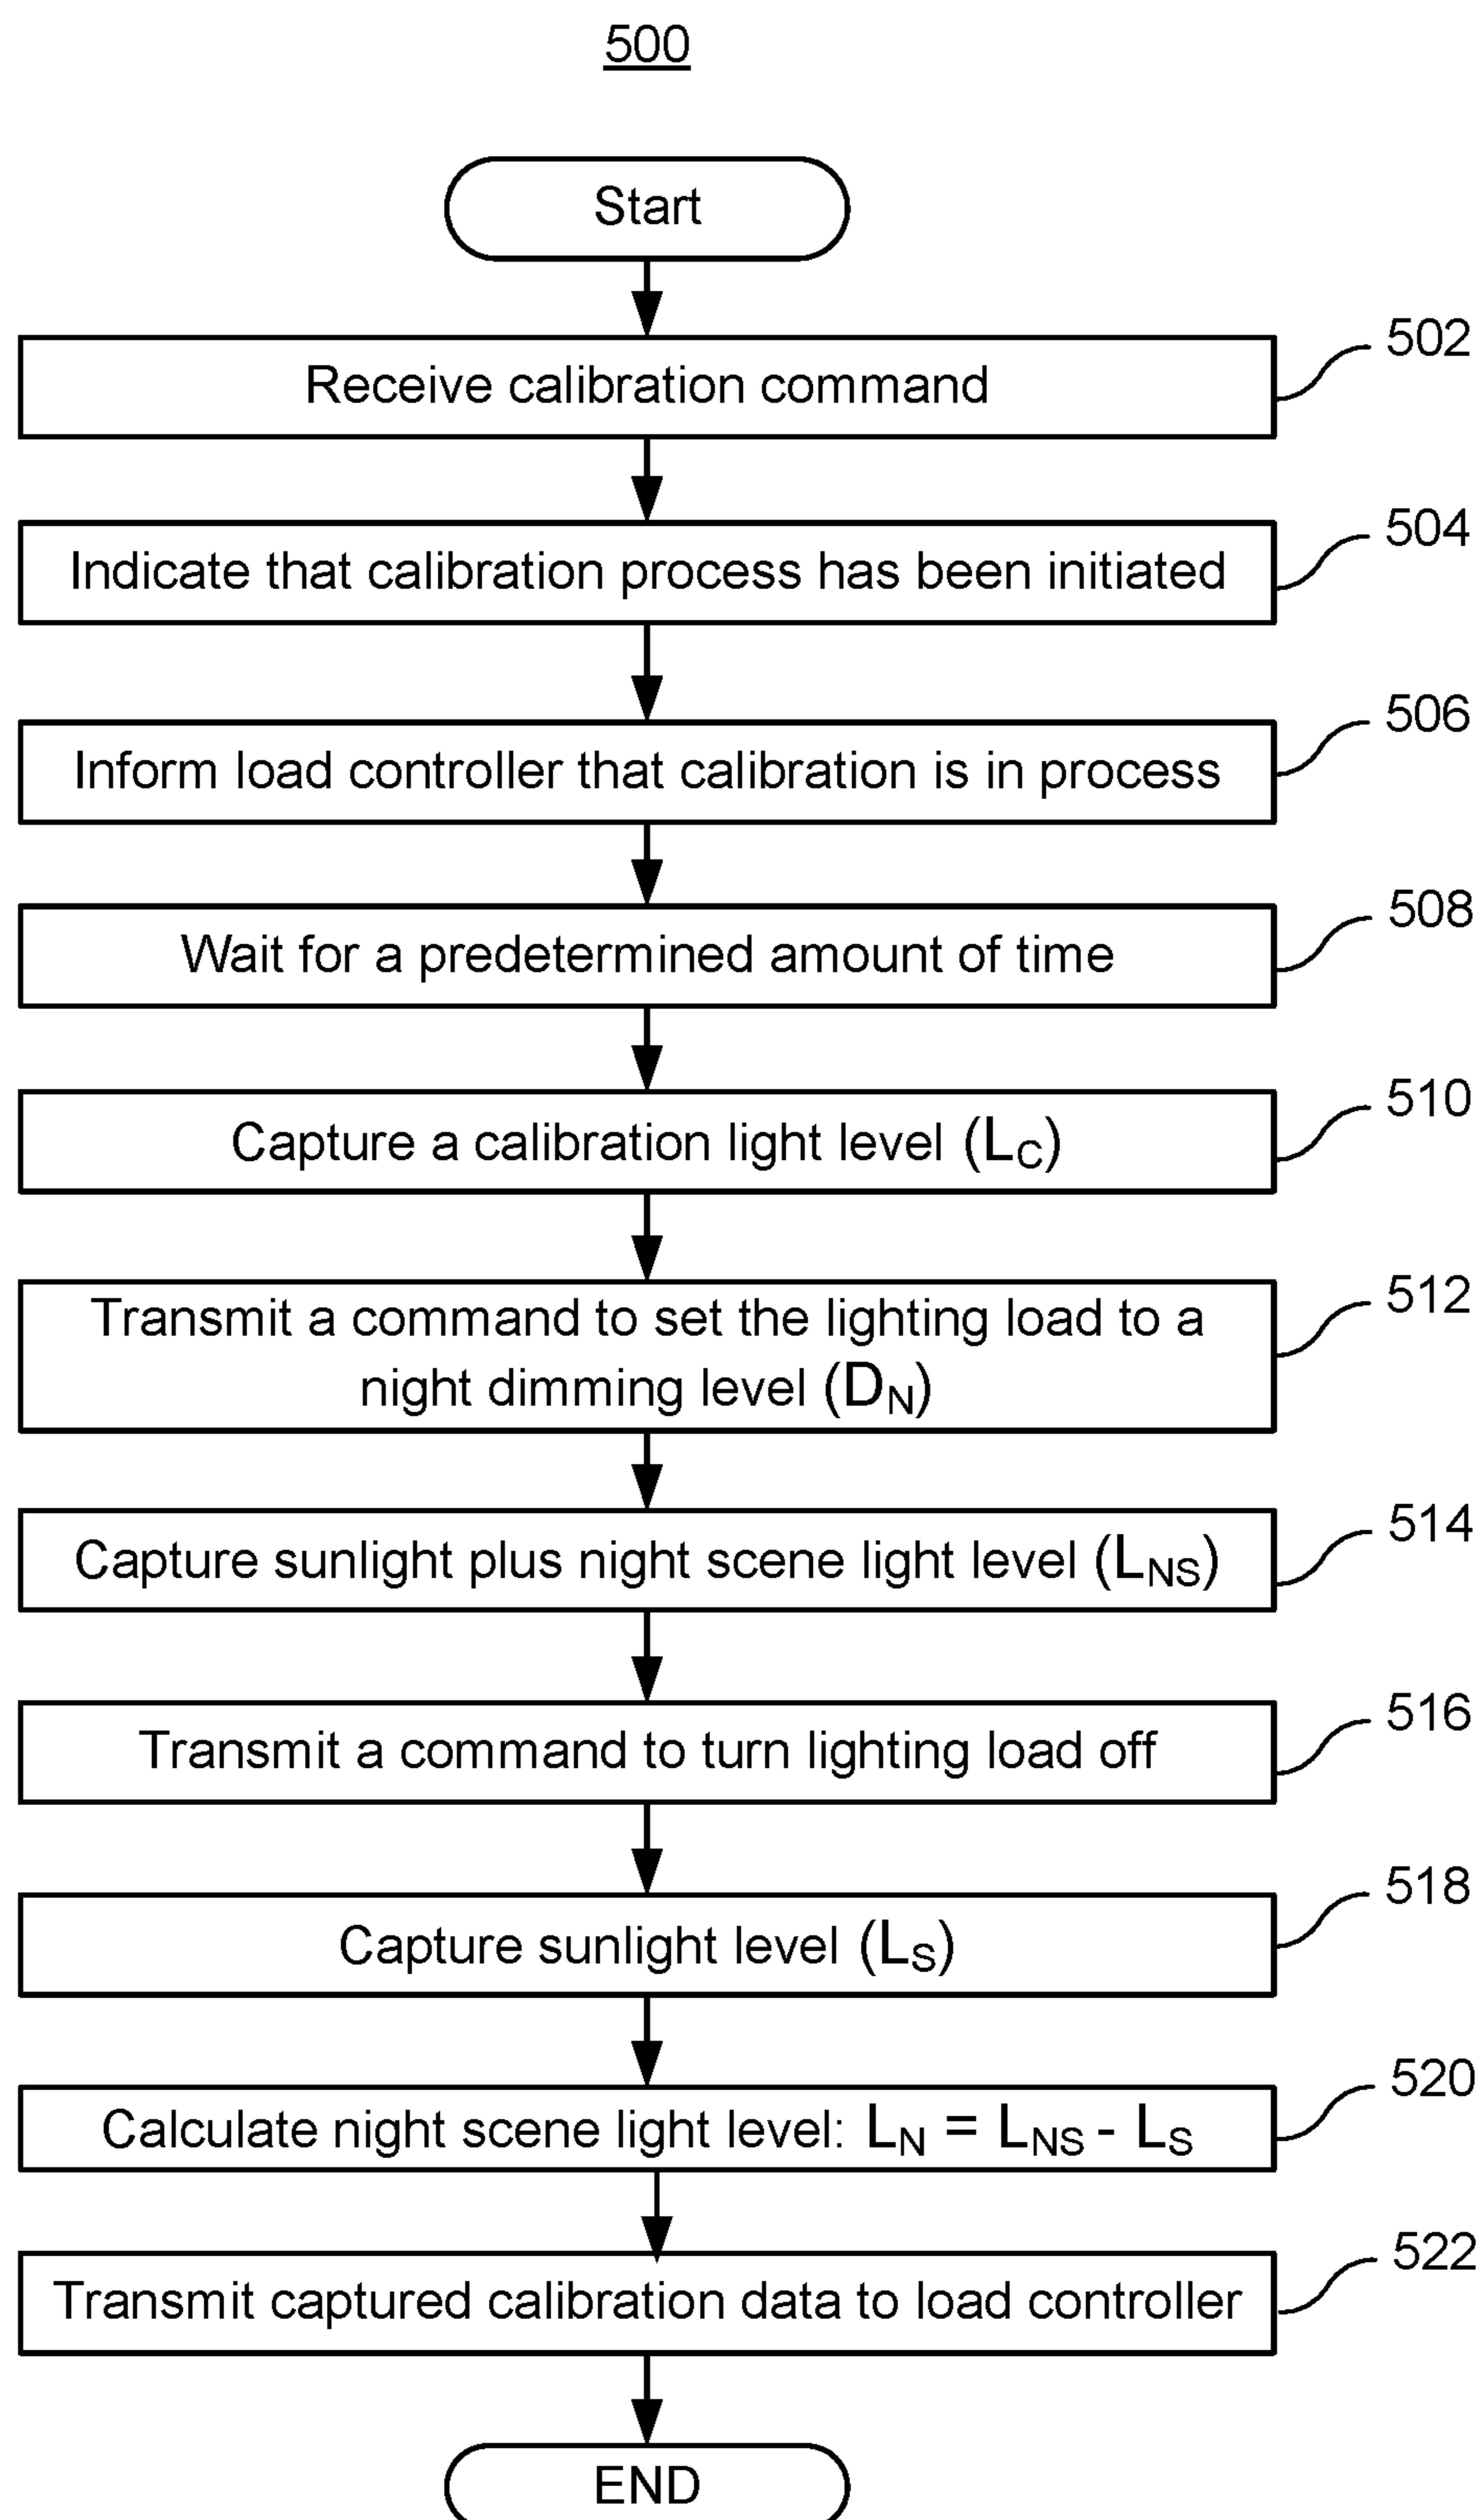 500
Start
Receive calibration command
502
Indicate that calibration process has been initiated
504
Inform load controller that calibration is in process
506
Wait for a predetermined amount of time
508
Capture a calibration light level (LC)
510
Transmit a command to set the lighting load to a
night dimming level (DN)
512
Capture sunlight plus night scene light level (LNS)
514
Transmit a command to turn lighting load off
516
Capture sunlight level (LS)
518
Calculate night scene light level: LN = LNS - LS
520
Transmit captured calibration data to load controller
522
END